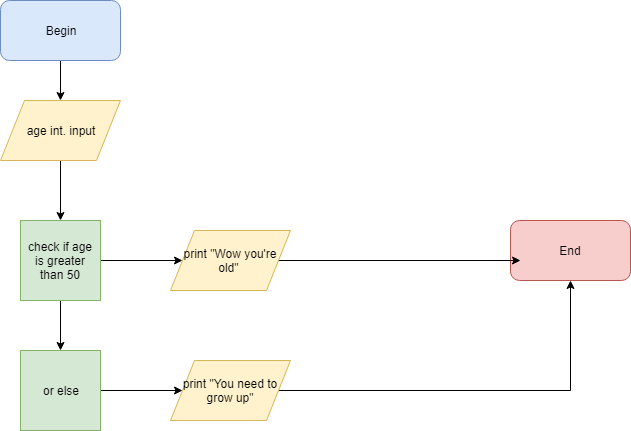 Begin
age int. input
check if age
is greater
than 50
print "Wow you're
old"
End
or else
print "You need to
grow up"